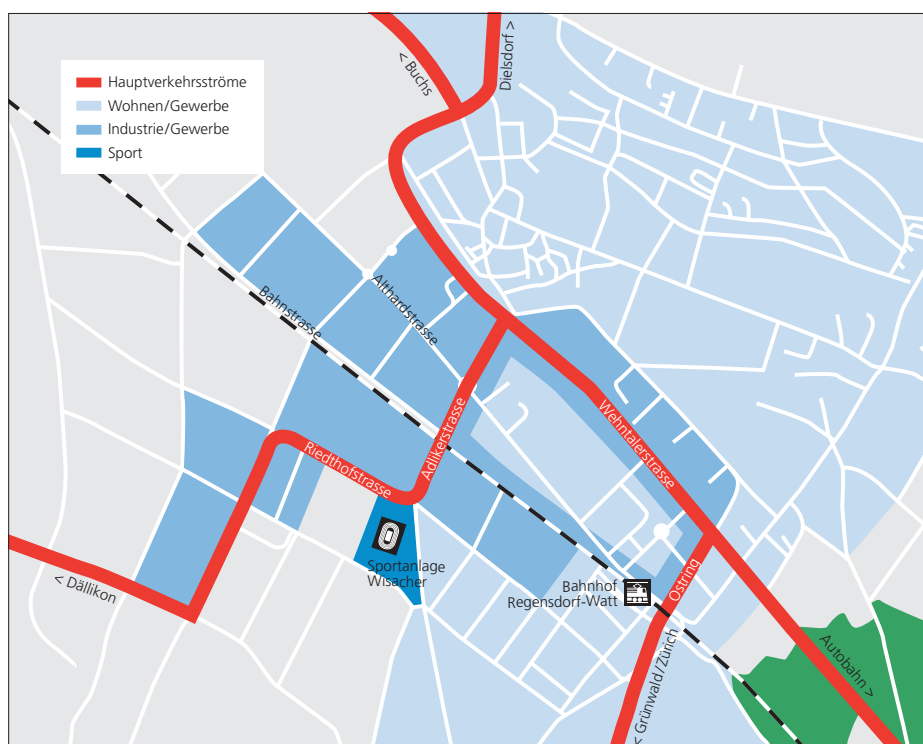 < Buchs
Dielsdorf >
Hauptverkehrsströme
Wohnen/Gewerbe
Industrie/Gewerbe
Sport
Bahnstrasse
Althardstrasse
Adlikerstrasse
Wehntalerstrasse
Riedthofstrasse
Sportanlage
Wisacher
< Dällikon
Bahnhof
Regensdorf-Watt
Ostring
< Grünwald/Zürich
Autobahn >